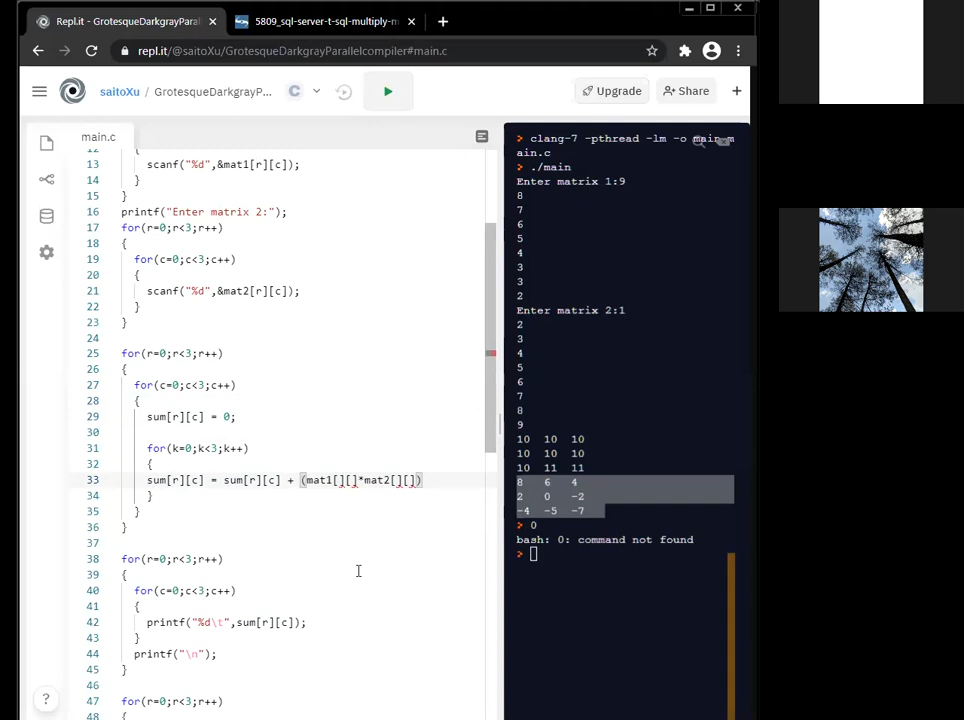 Repl.it - GrotesqueDarkgrayParal
5809_sql-server-t-sql-multiply-m
repl.it/@saitoXu/GrotesqueDarkgrayParallelcompiler#main.c
saitoXu / GrotesqueDarkgrayP...
C
Upgrade
Share
main.c
12 {
13 scanf("%d",&mat1[r][c]);
14 }
15 }
16 printf("Enter matrix 2:");
17 for(r=0;r<3;r++)
18 {
19 for(c=0;c<3;c++)
20 {
21 scanf("%d",&mat2[r][c]);
22 }
23 }
24
25 for(r=0;r<3;r++)
26 {
27 for(c=0;c<3;c++)
28 {
29 sum[r][c] = 0;
30
31 for(k=0;k<3;k++)
32 {
33 sum[r][c] = sum[r][c] + (mat1[][]*mat2[][])
34 }
35 }
36 }
37
38 for(r=0;r<3;r++)
39 {
40 for(c=0;c<3;c++)
41 {
42 printf("%d\t",sum[r][c]);
43 }
44 printf("\n");
45 }
46
47 for(r=0;r<3;r++)
48 {
?
> clang-7 -pthread -lm -o main m
ain.c
> ./main
Enter matrix 1:9
8
7
6
5
4
3
3
2
Enter matrix 2:1
2
3
4
5
6
7
8
9
10 10 10
10 10 10
10 11 11
8 6 4
2 0 -2
-4 -5 -7
> 0
bash: 0: command not found
>